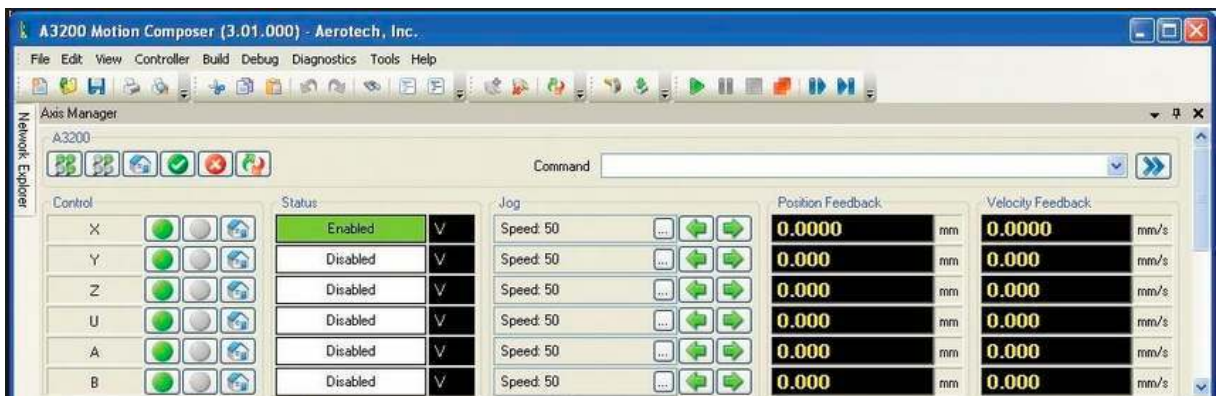 A3200 Motion Composer (3.01.000) - Aerotech, Inc.
File Edit View Controller Build Debug Diagnostics Tools Help
Network Explorer
Axis Manager
A3200
Command
Control Status Jog Position Feedback Velocity Feedback
X Enabled V Speed: 50 ... 0.0000 mm 0.0000 mm/s
Y Disabled V Speed: 50 ... 0.000 mm 0.000 mm/s
Z Disabled V Speed: 50 ... 0.000 mm 0.000 mm/s
U Disabled V Speed: 50 ... 0.000 mm 0.000 mm/s
A Disabled V Speed: 50 ... 0.000 mm 0.000 mm/s
B Disabled V Speed: 50 ... 0.000 mm 0.000 mm/s